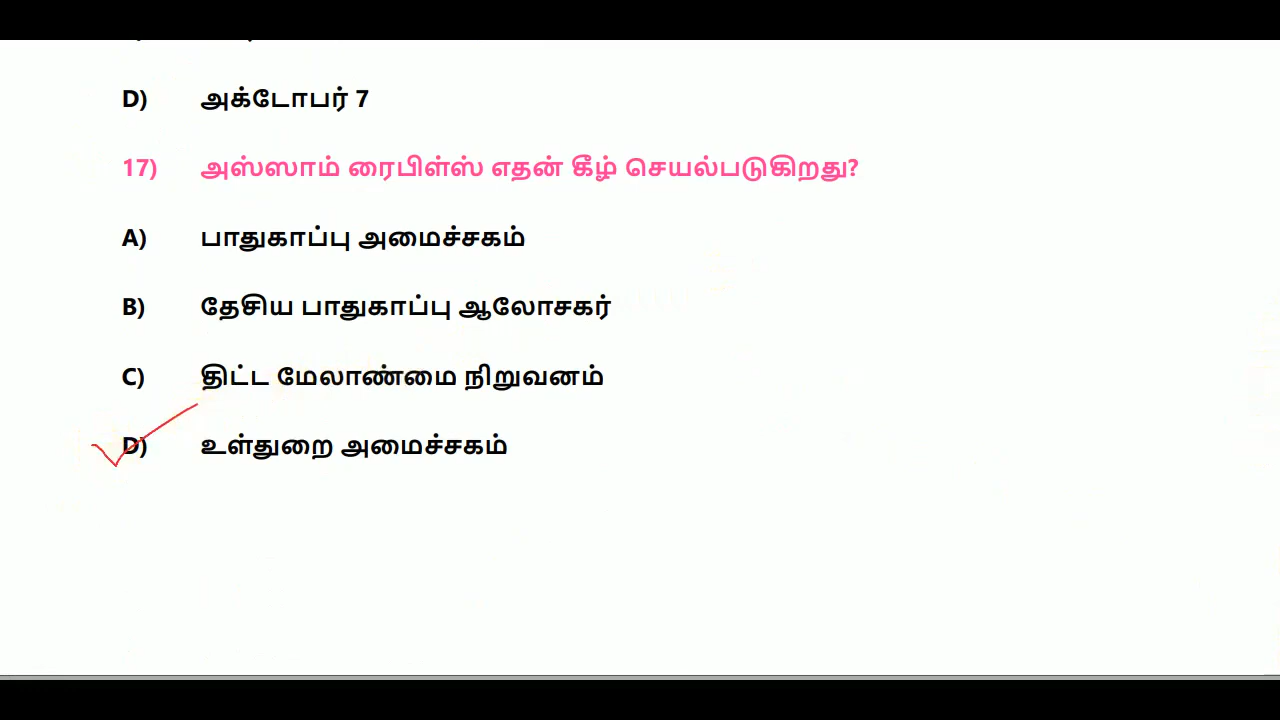 D) அக்டோபர் 7
17) அஸ்ஸாம் ரைபிள்ஸ் எதன் கீழ் செயல்படுகிறது?
A) பாதுகாப்பு அமைச்சகம்
B) தேசிய பாதுகாப்பு ஆலோசகர்
C) திட்ட மேலாண்மை நிறுவனம்
D) உள்துறை அமைச்சகம்